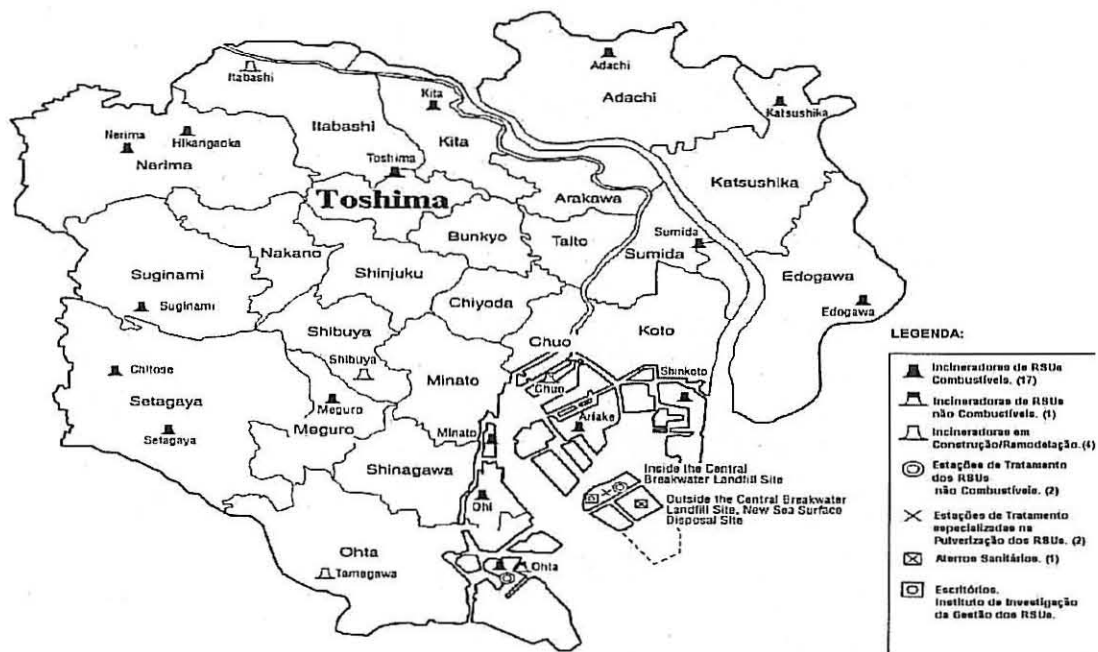 Adachi
Adachi
Itabashi
Itabashi
Kita
Kita
Katsushika
Katsushika
Nerima
Hikarigaoka
Nerima
Toshima
Toshima
Arakawa
Bunkyo
Taito
Sumida
Sumida
Nakano
Shinjuku
Suginami
Suginami
Chiyoda
Edogawa
Edogawa
Shibuya
Shibuya
Chuo
Chuo
Koto
Shinkoto
Chitose
Setagaya
Setagaya
Minato
Minato
Meguro
Meguro
Ariake
Shinagawa
Inside the Central
Breakwater Landfill Site
Outside the Central Breakwater
Landfill Site, New Sea Surface
Disposal Site
Ohi
Ohta
Ohta
Tamagawa
LEGENDA:
Incineradoras de RSUs
Combustíveis. (17)
Incineradoras de RSUs
não Combustíveis. (1)
Incineradoras em
Construção/Remodelação. (4)
Estações de Tratamento
dos RSUs
não Combustíveis. (2)
Estações de Tratamento
especializadas na
Pulverização dos RSUs. (2)
Aterros Sanitários. (1)
Escritórios.
Instituto de Investigação
da Gestão dos RSUs.